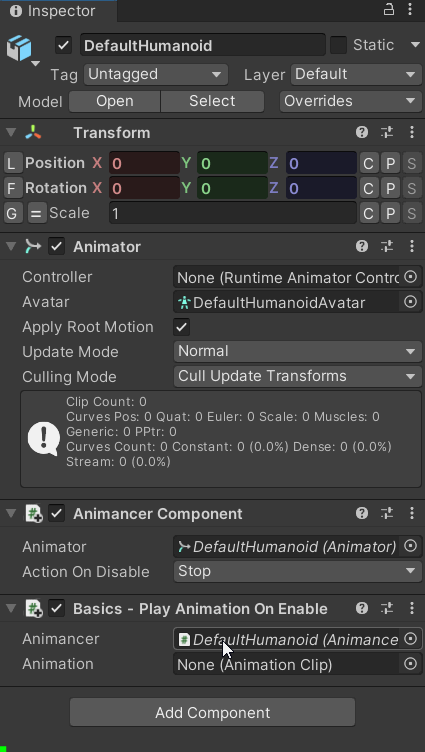 Inspector
DefaultHumanoid Static
Tag Untagged Layer Default
Model Open Select Overrides
Transform
L Position X 0 Y 0 Z 0 C P S
F Rotation X 0 Y 0 Z 0 C P S
G = Scale 1 C P S
Animator
Controller None (Runtime Animator Contro
Avatar DefaultHumanoidAvatar
Apply Root Motion
Update Mode Normal
Culling Mode Cull Update Transforms
Clip Count: 0
Curves Pos: 0 Quat: 0 Euler: 0 Scale: 0 Muscles: 0
Generic: 0 PPtr: 0
Curves Count: 0 Constant: 0 (0.0%) Dense: 0 (0.0%)
Stream: 0 (0.0%)
Animancer Component
Animator DefaultHumanoid (Animator)
Action On Disable Stop
Basics - Play Animation On Enable
Animancer DefaultHumanoid (Animance
Animation None (Animation Clip)
Add Component